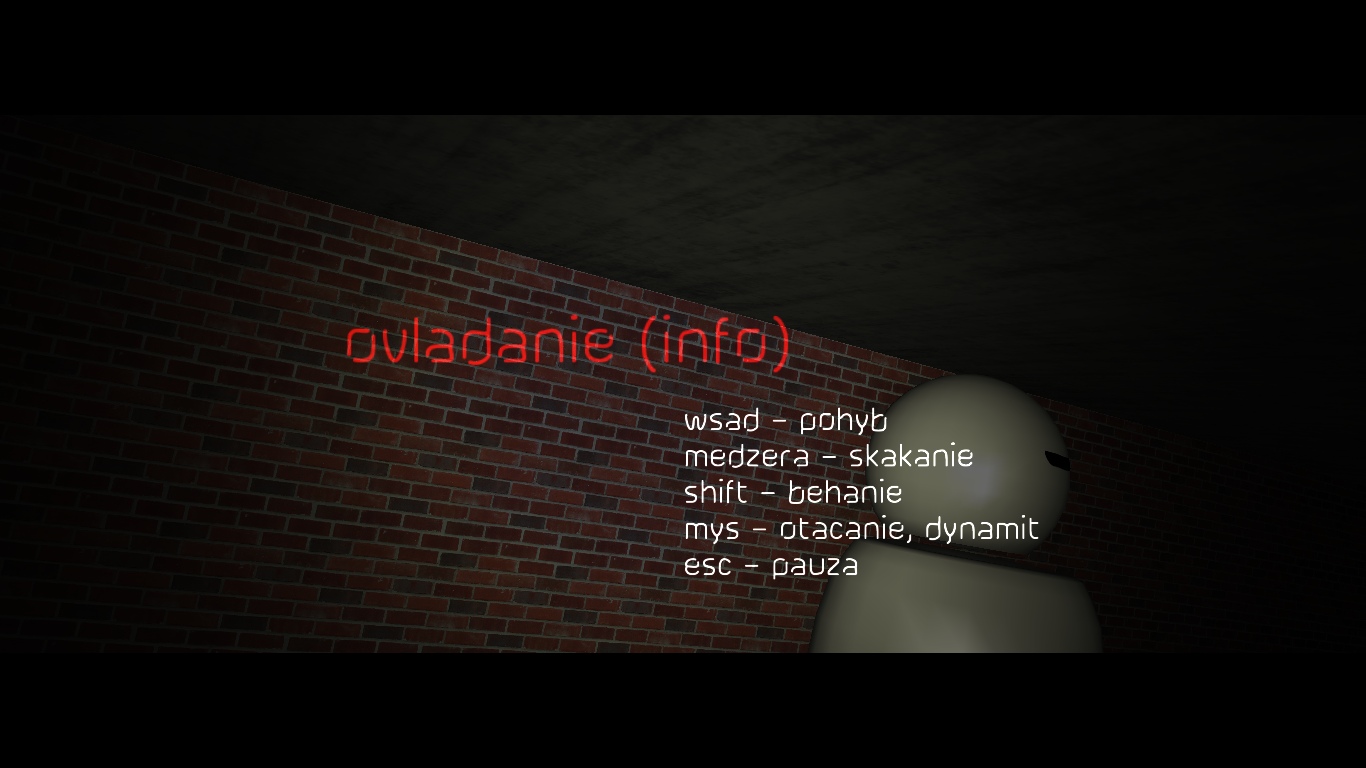 ovladanie (info)
wsad - pohyb
medzera - skakanie
shift - behanie
mys - otacanie, dynamit
esc - pauza